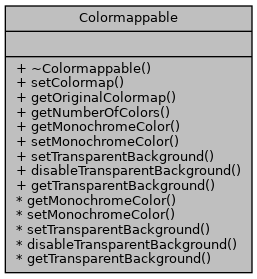 Colormappable
+ ~Colormappable()
+ setColormap()
+ getOriginalColormap()
+ getNumberOfColors()
+ getMonochromeColor()
+ setMonochromeColor()
+ setTransparentBackground()
+ disableTransparentBackground()
+ getTransparentBackground()
* getMonochromeColor()
* setMonochromeColor()
* setTransparentBackground()
* disableTransparentBackground()
* getTransparentBackground()